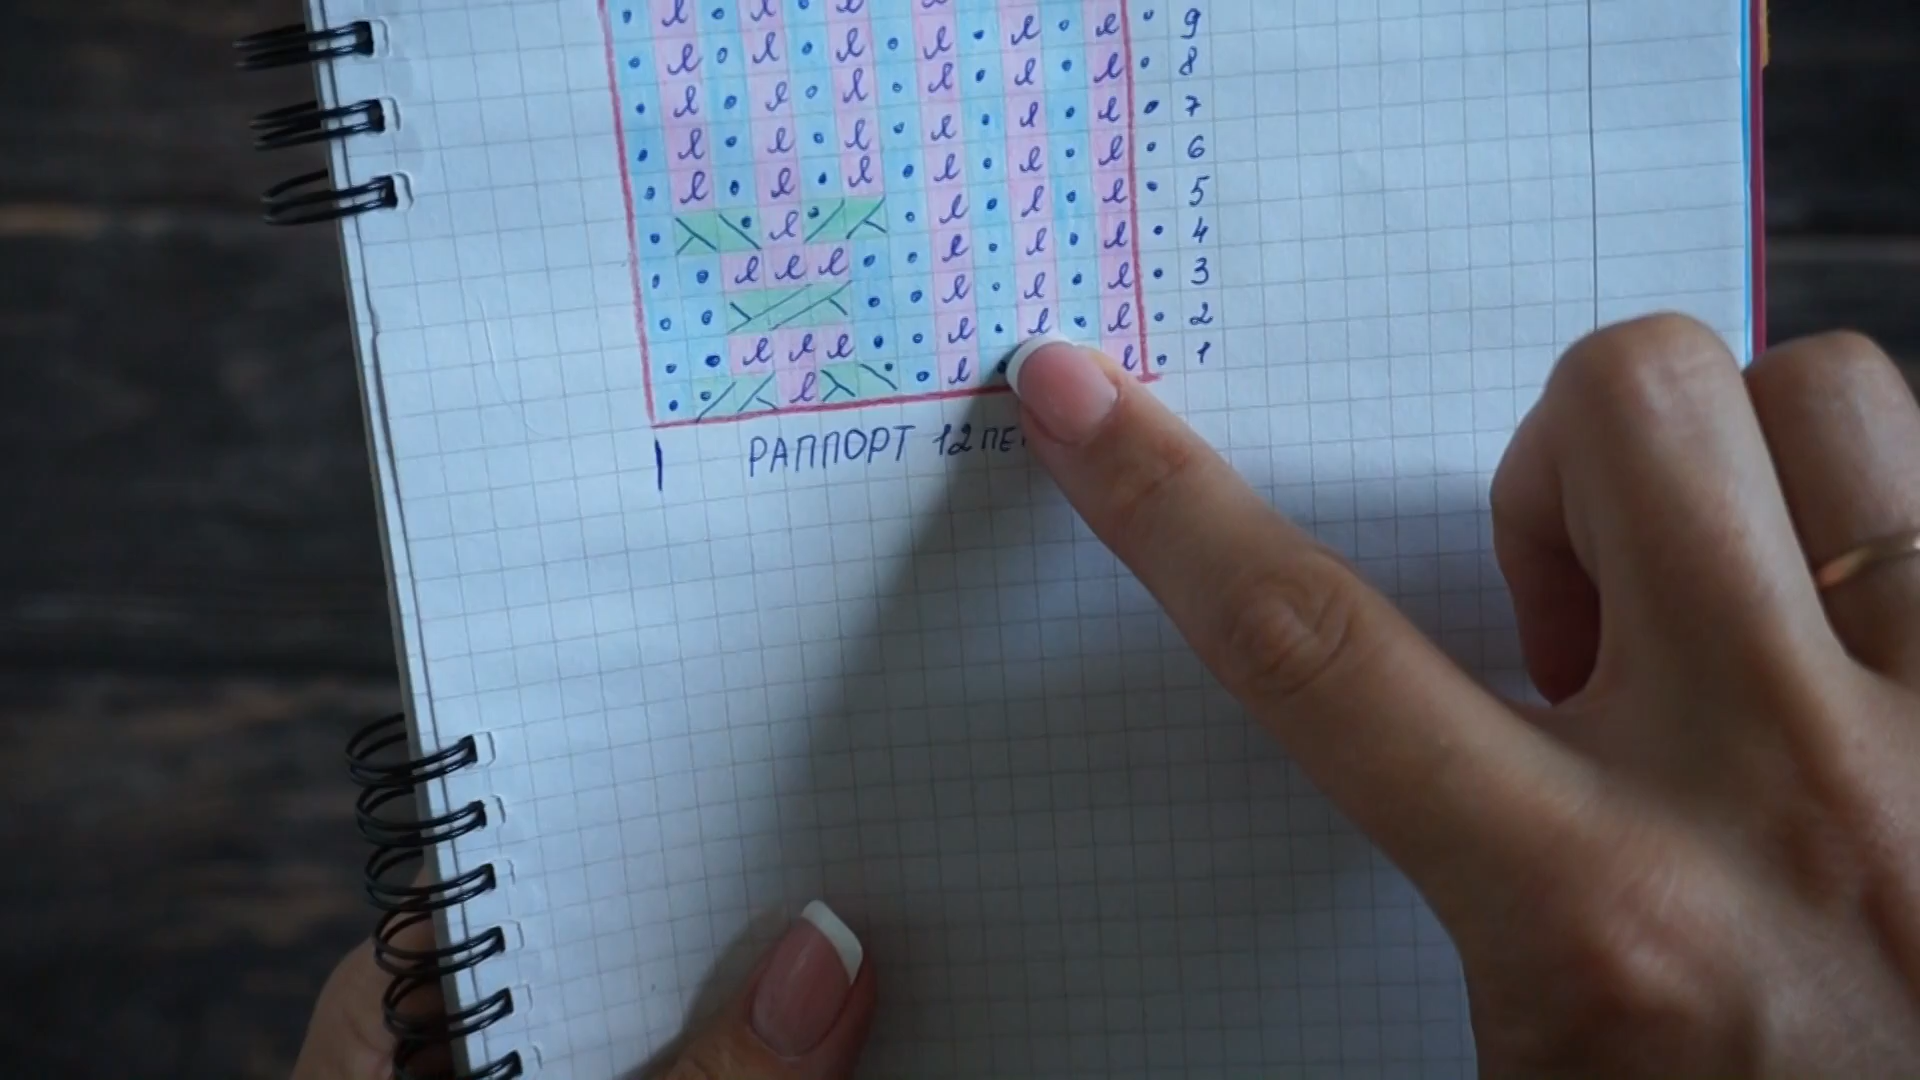 l l l l
l l l l l l 9
l l l l l l 8
l l l l l l 7
l l l l l l 6
l l l l 5
l l l l l l 4
l l l 3
l l l l l l 2
l l l 1
РАППОРТ 12